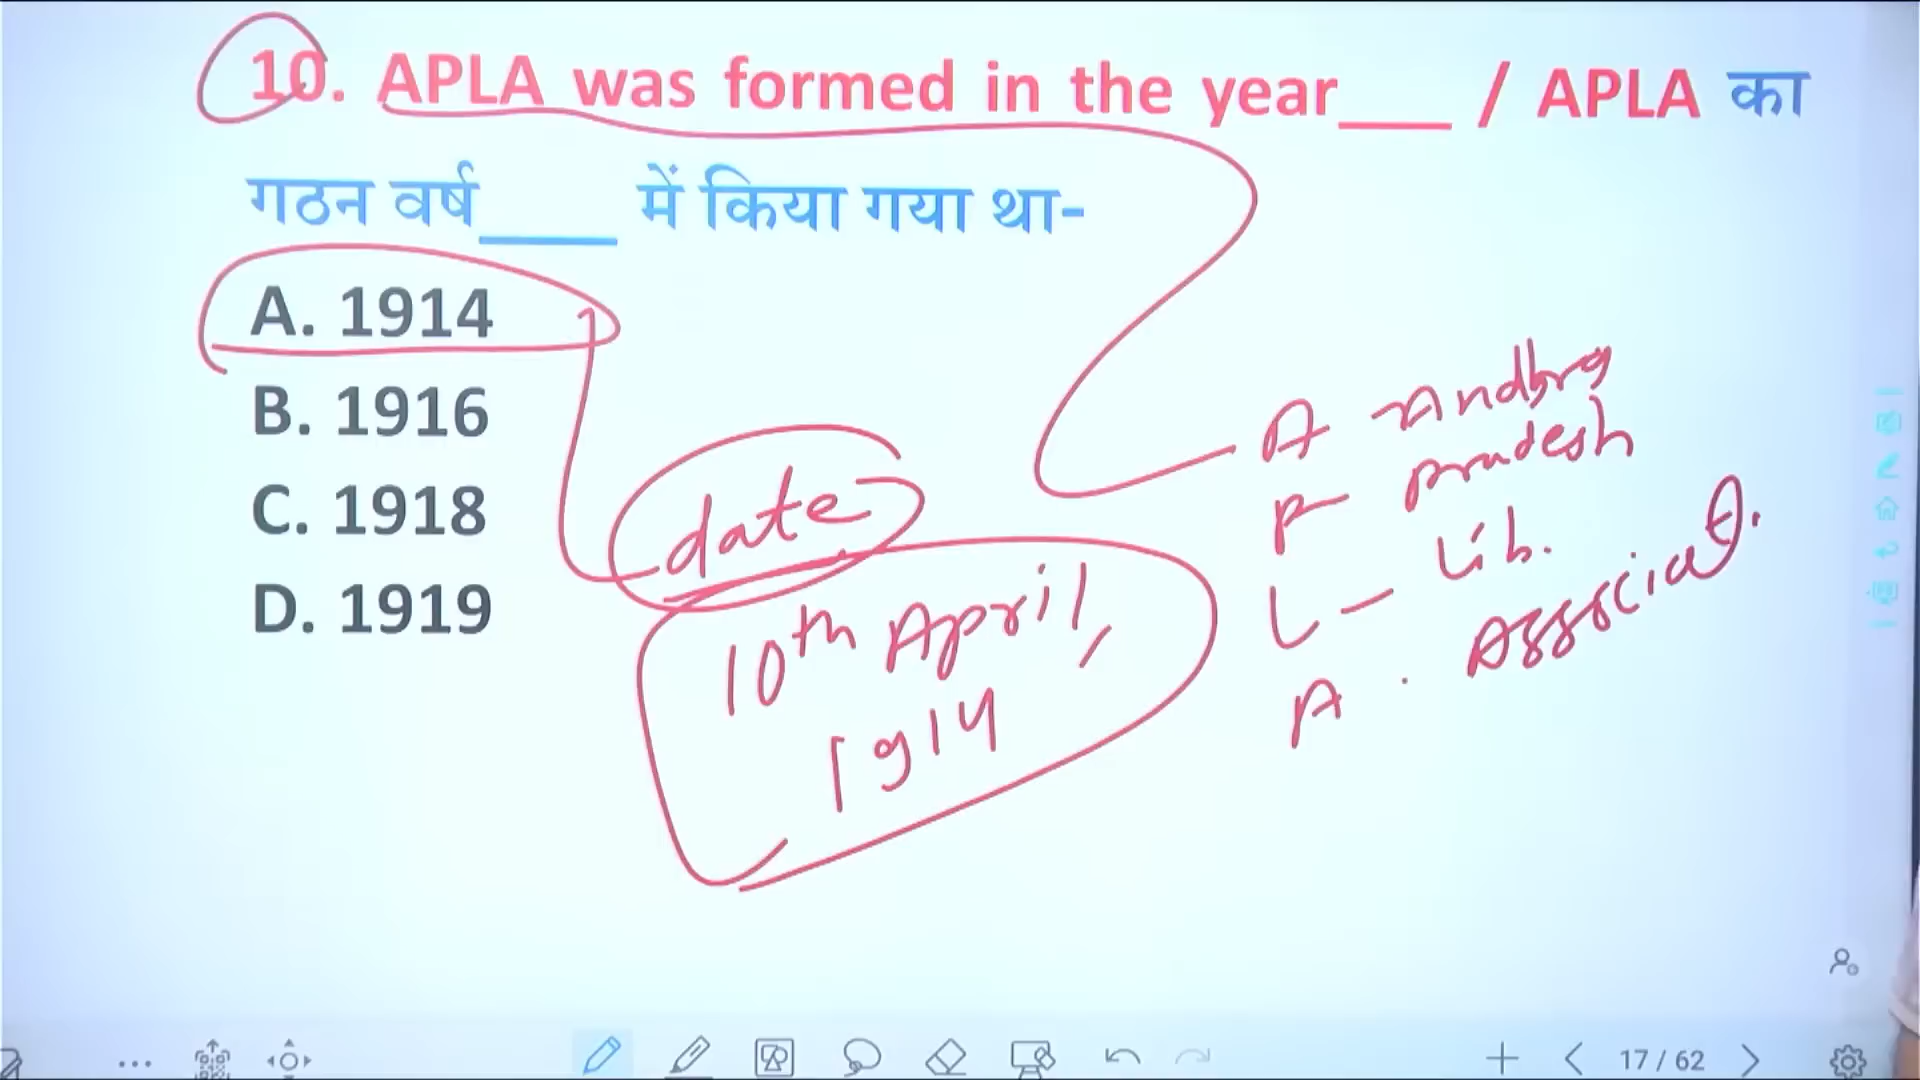 10. APLA was formed in the year___ / APLA का
गठन वर्ष____ में किया गया था-
A. 1914
B. 1916
C. 1918
D. 1919
date
10th April,
1914
A Andhra
P Pradesh
L - Lib.
A . Associat.
17 / 62